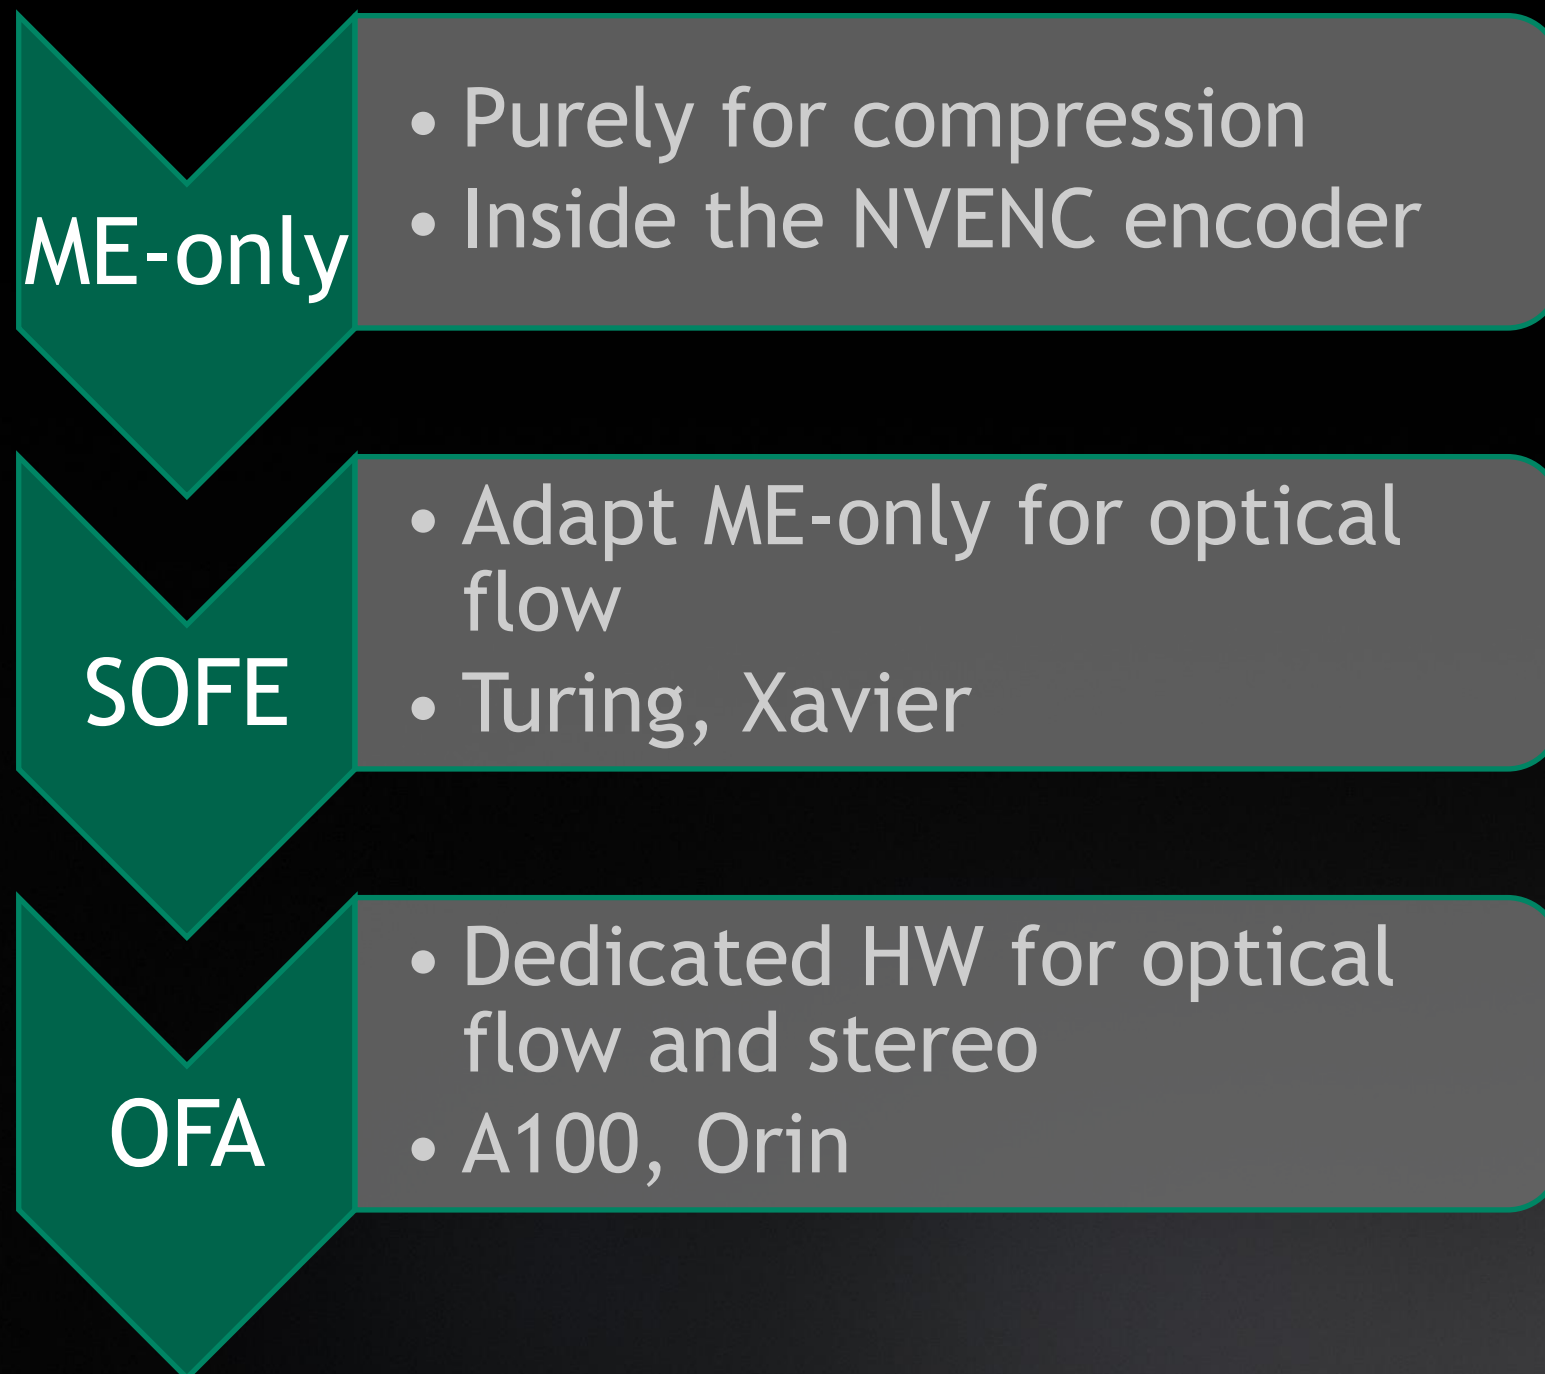 ME-only
• Purely for compression
• Inside the NVENC encoder
SOFE
• Adapt ME-only for optical
flow
• Turing, Xavier
OFA
• Dedicated HW for optical
flow and stereo
• A100, Orin